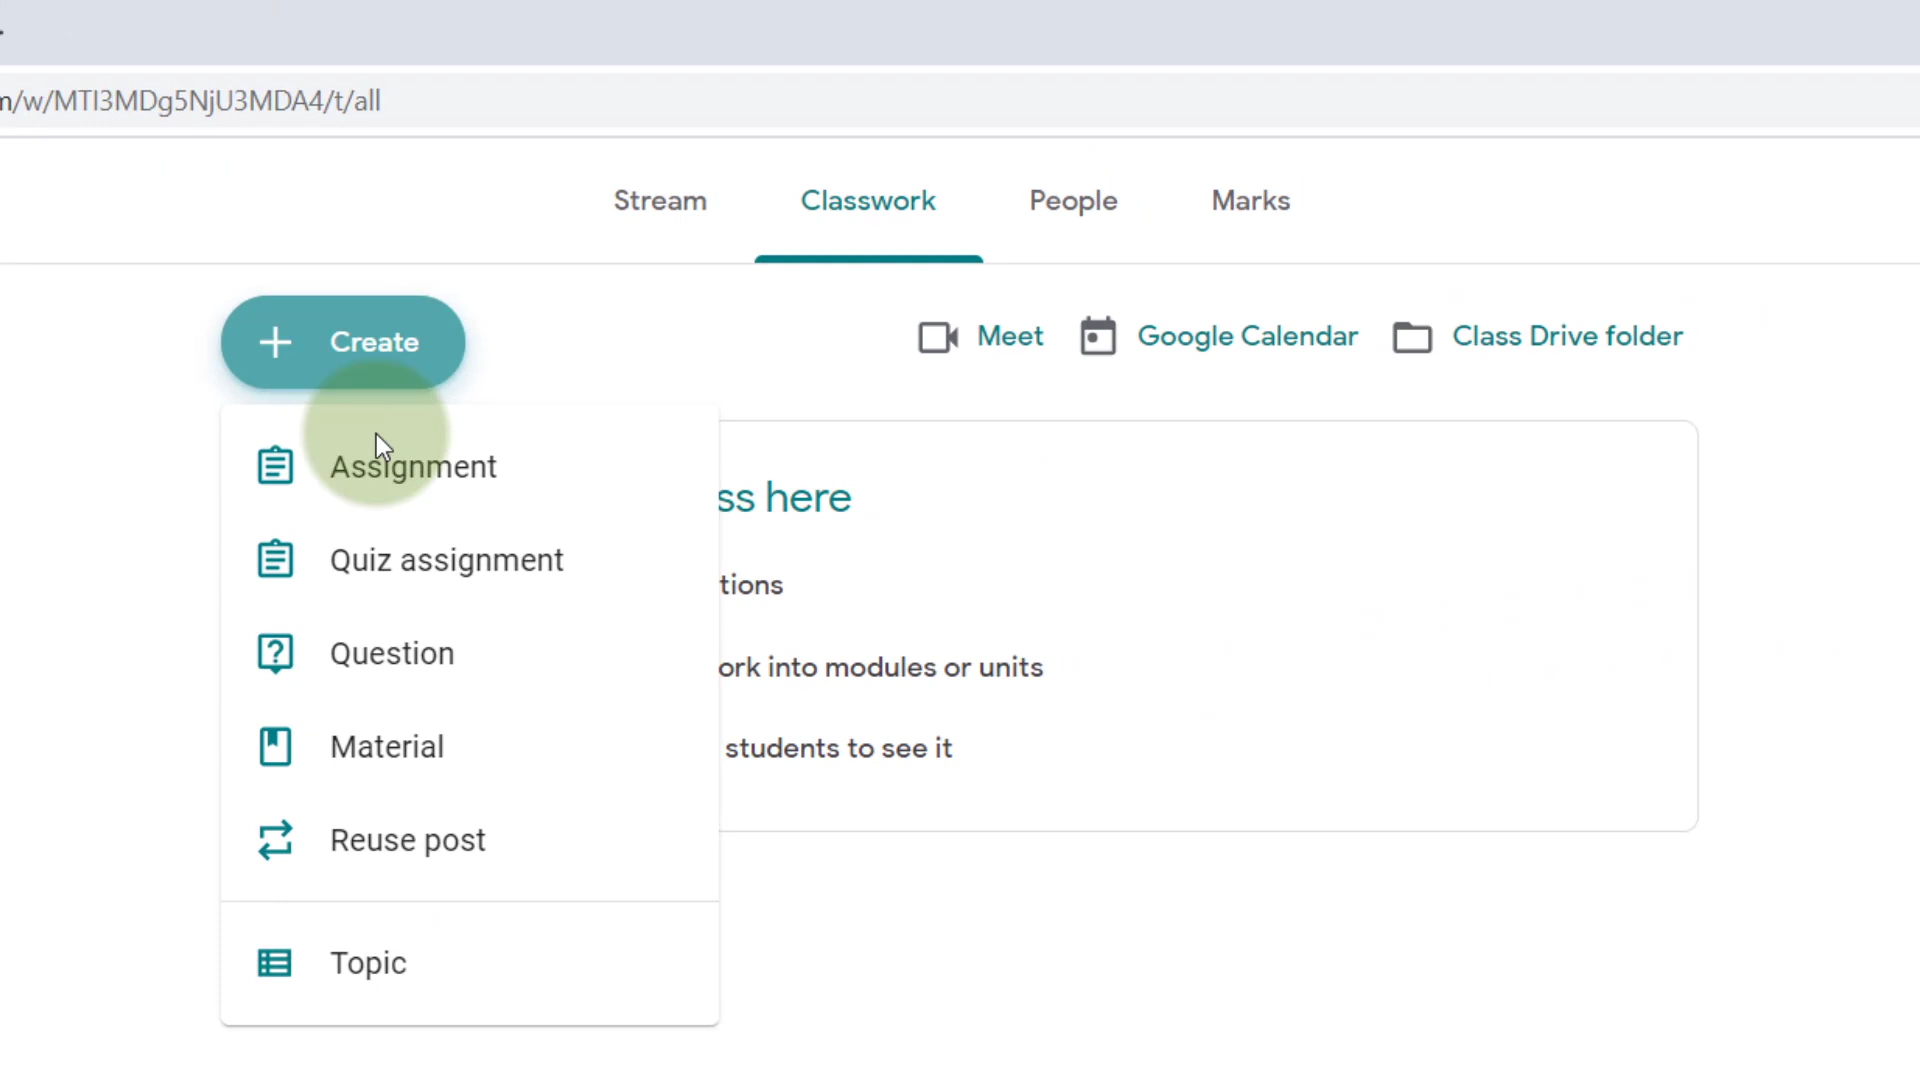 m/w/MTI3MDg5NjU3MDA4/t/all
Stream Classwork People Marks
Create
Meet Google Calendar Class Drive folder
Assignment
ss here
Quiz assignment
tions
Question
ork into modules or units
Material
students to see it
Reuse post
Topic